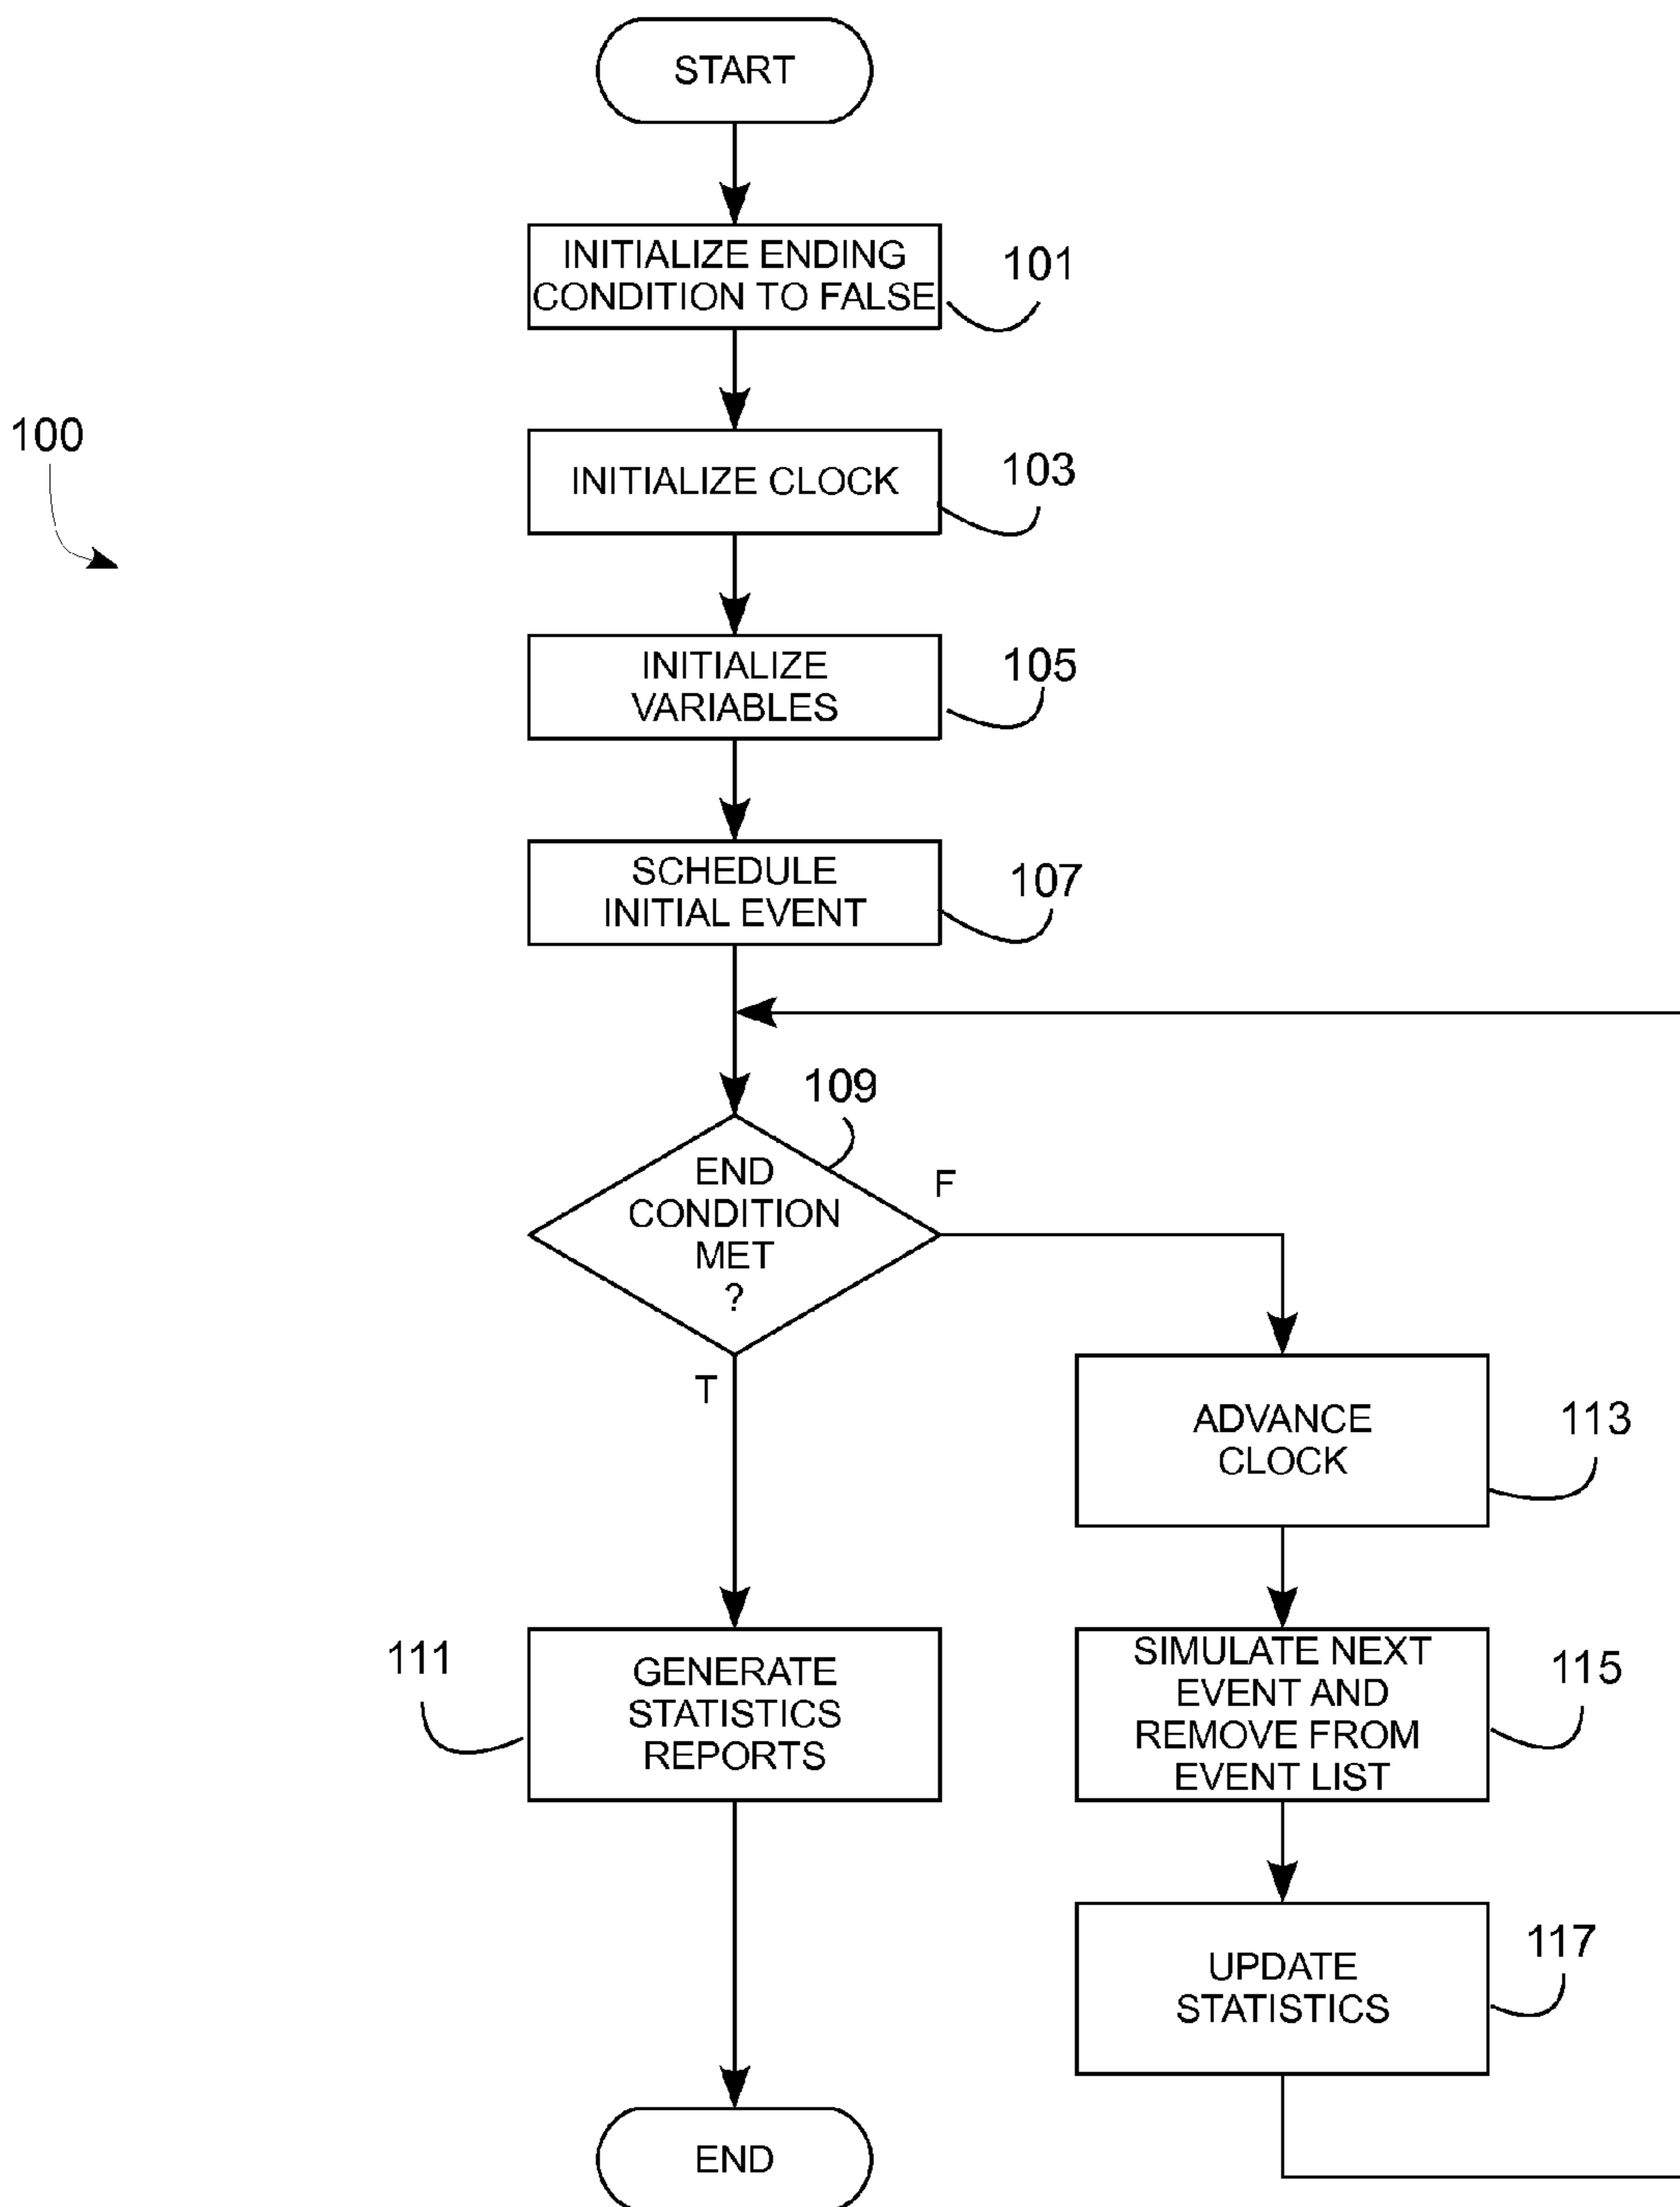 START
INITIALIZE ENDING
CONDITION TO FALSE
101
100
INITIALIZE CLOCK
103
INITIALIZE
VARIABLES
105
SCHEDULE
INITIAL EVENT
107
109
END
CONDITION
MET
?
F
T
ADVANCE
CLOCK
113
111
GENERATE
STATISTICS
REPORTS
SIMULATE NEXT
EVENT AND
REMOVE FROM
EVENT LIST
115
UPDATE
STATISTICS
117
END